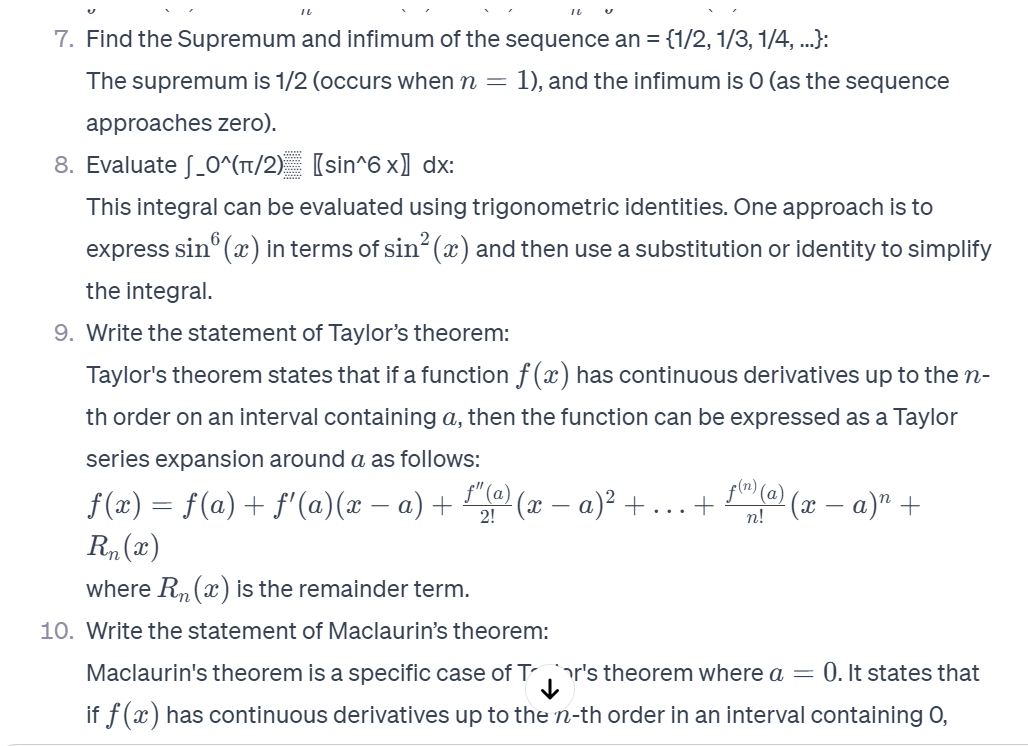 7. Find the Supremum and infimum of the sequence an = {1/2, 1/3, 1/4, ...}:
The supremum is 1/2 (occurs when n = 1), and the infimum is 0 (as the sequence
approaches zero).
8. Evaluate ∫_0^(π/2)▒ 〖sin^6 x〗 dx:
This integral can be evaluated using trigonometric identities. One approach is to
express sin⁶(x) in terms of sin²(x) and then use a substitution or identity to simplify
the integral.
9. Write the statement of Taylor’s theorem:
Taylor's theorem states that if a function f(x) has continuous derivatives up to the n-
th order on an interval containing a, then the function can be expressed as a Taylor
series expansion around a as follows:
f(x) = f(a) + f′(a)(x − a) + f″(a)/2! (x − a)² + … + f⁽ⁿ⁾(a)/n! (x − a)ⁿ +
Rₙ(x)
where Rₙ(x) is the remainder term.
10. Write the statement of Maclaurin’s theorem:
Maclaurin's theorem is a specific case of Taylor's theorem where a = 0. It states that
if f(x) has continuous derivatives up to the n-th order in an interval containing 0,